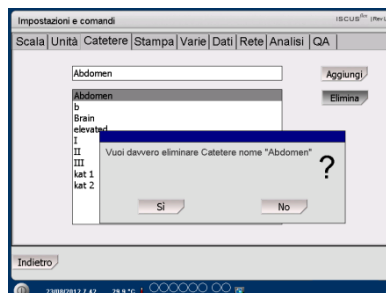 Impostazioni e comandi
ISCUS
Scala Unità Catetere Stampa Varie Dati Rete Analisi QA
Abdomen
Aggiungi
Abdomen
Elimina
b
Brain
elevated
I
II
III
kat 1
kat 2
Vuoi davvero eliminare Catetere nome "Abdomen"
?
Sì
No
Indietro
23/08/2012 7.42 29.9 °C